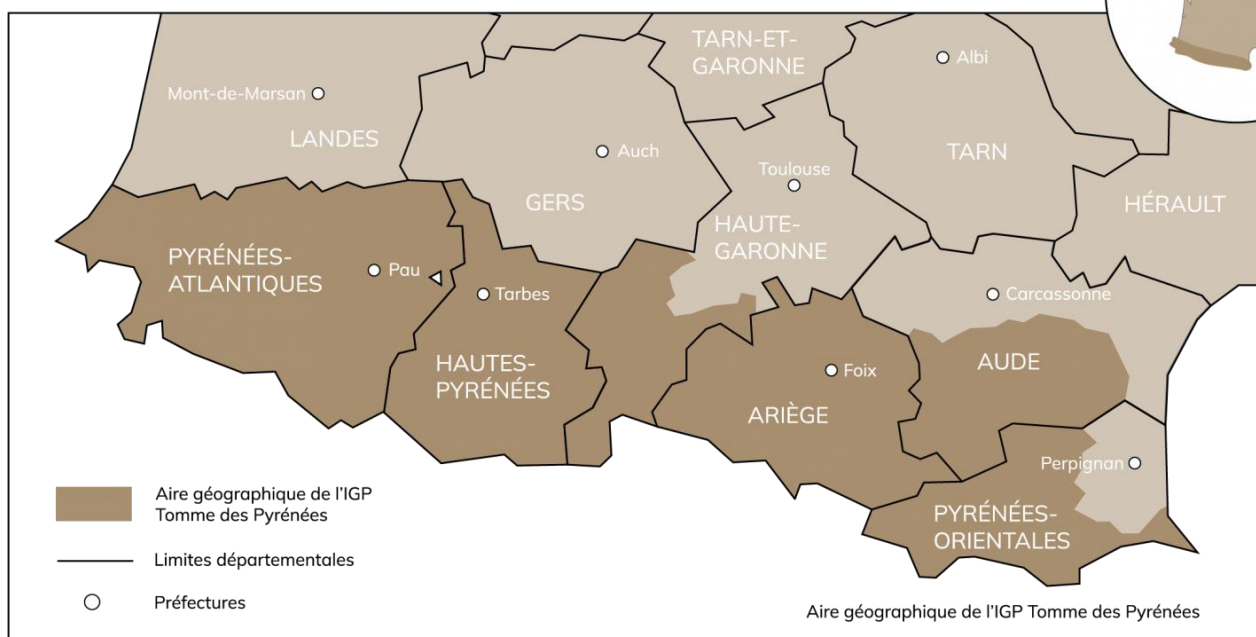 TARN-ET-
GARONNE
Albi
Mont-de-Marsan
LANDES
Auch
TARN
Toulouse
GERS
HAUTE-
GARONNE
HÉRAULT
PYRÉNÉES-
ATLANTIQUES
Pau
Tarbes
Carcassonne
HAUTES-
PYRÉNÉES
Foix
AUDE
ARIÈGE
Perpignan
PYRÉNÉES-
ORIENTALES
Aire géographique de l'IGP
Tomme des Pyrénées
Limites départementales
Préfectures
Aire géographique de l'IGP Tomme des Pyrénées